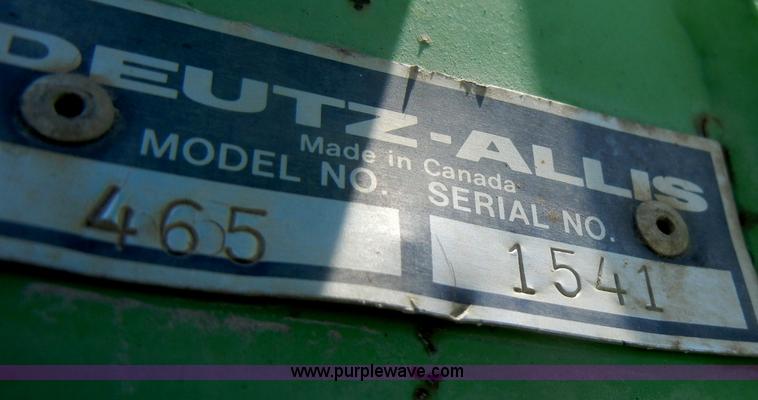 DEUTZ-ALLIS
Made in Canada
MODEL NO. SERIAL NO.
465 1541
www.purplewave.com